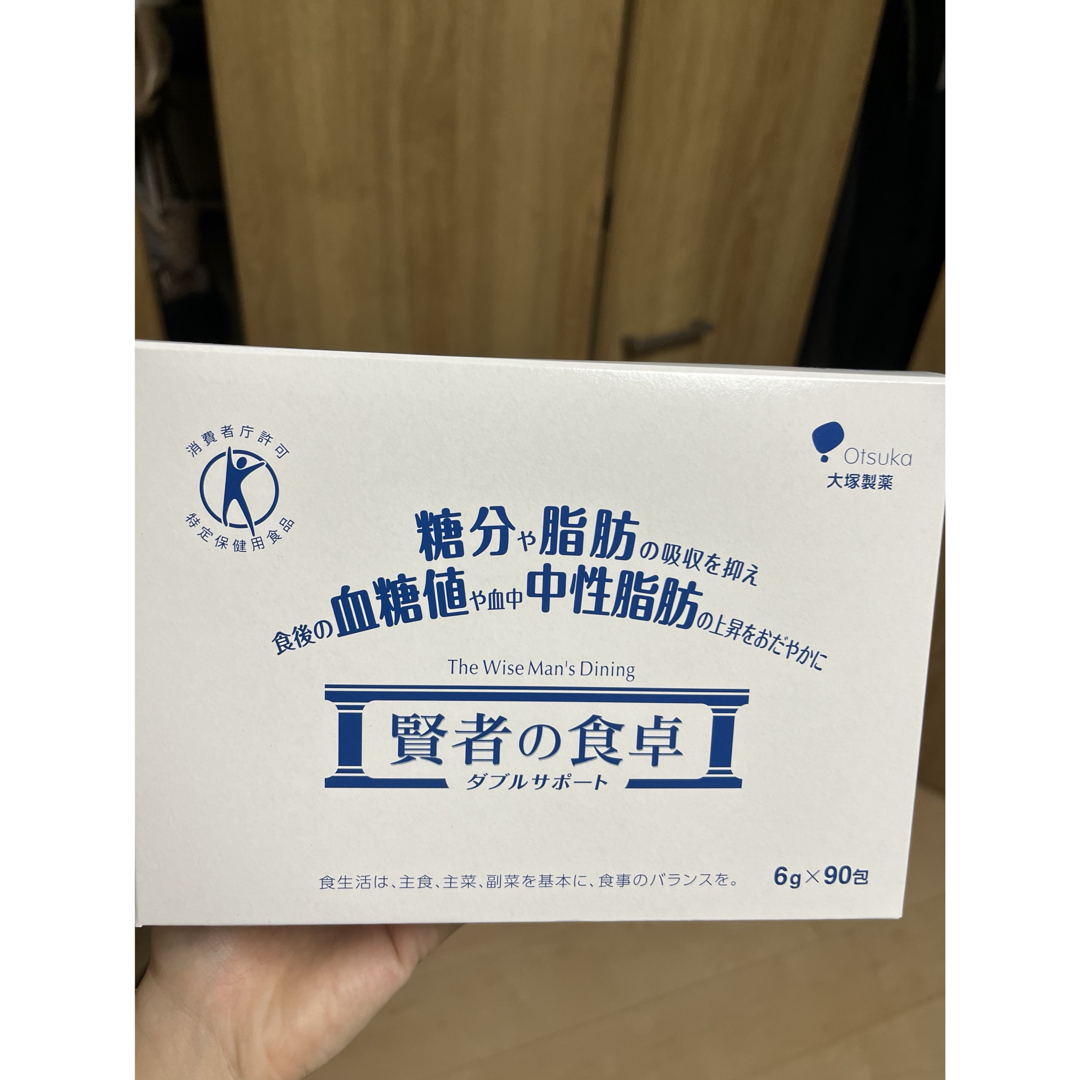 消費者庁許可
特定保健用食品
Otsuka
大塚製薬
糖分や脂肪の吸収を抑え
食後の血糖値や血中中性脂肪の上昇をおだやかに
The Wise Man's Dining
賢者の食卓
ダブルサポート
食生活は、主食、主菜、副菜を基本に、食事のバランスを。
6g×90包